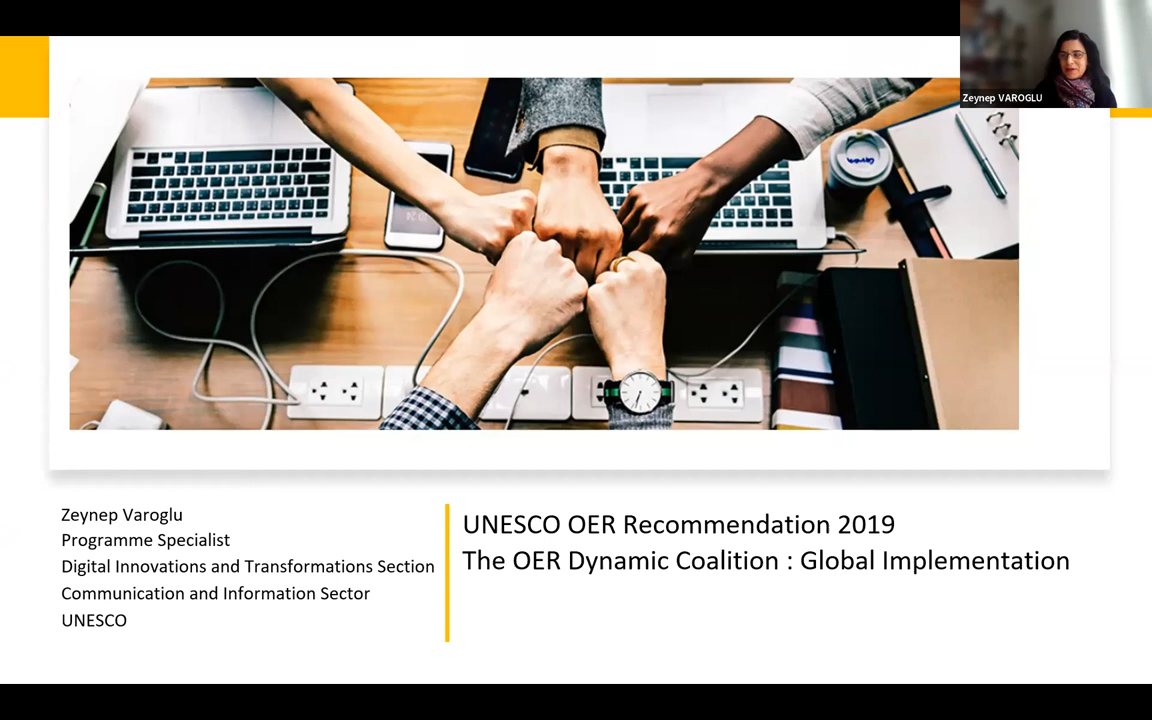 Zeynep VAROGLU
Zeynep Varoglu
Programme Specialist
Digital Innovations and Transformations Section
Communication and Information Sector
UNESCO
UNESCO OER Recommendation 2019
The OER Dynamic Coalition : Global Implementation